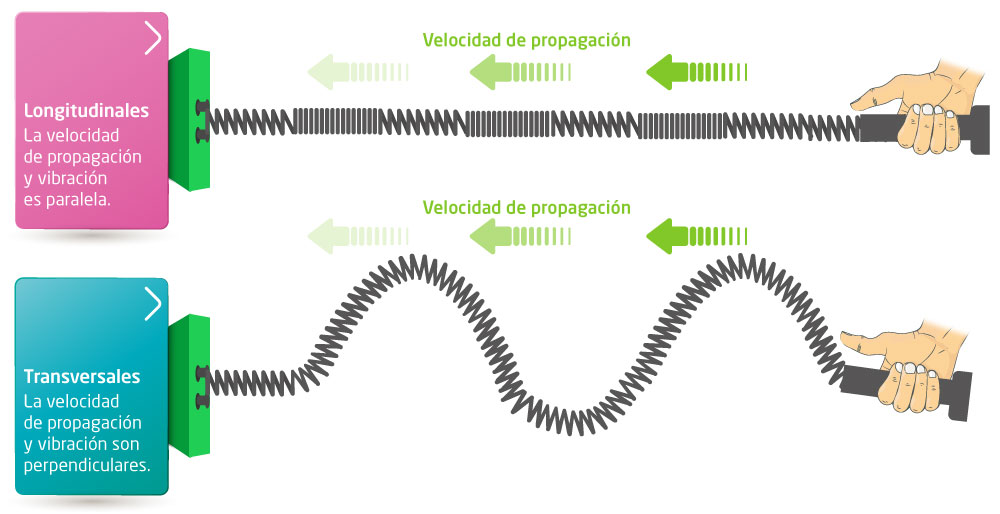 Velocidad de propagación
Longitudinales
La velocidad
de propagación
y vibración
es paralela.
Velocidad de propagación
Transversales
La velocidad
de propagación
y vibración son
perpendiculares.